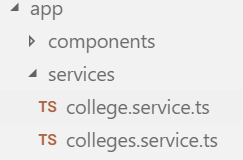 app
components
services
TS college.service.ts
TS colleges.service.ts